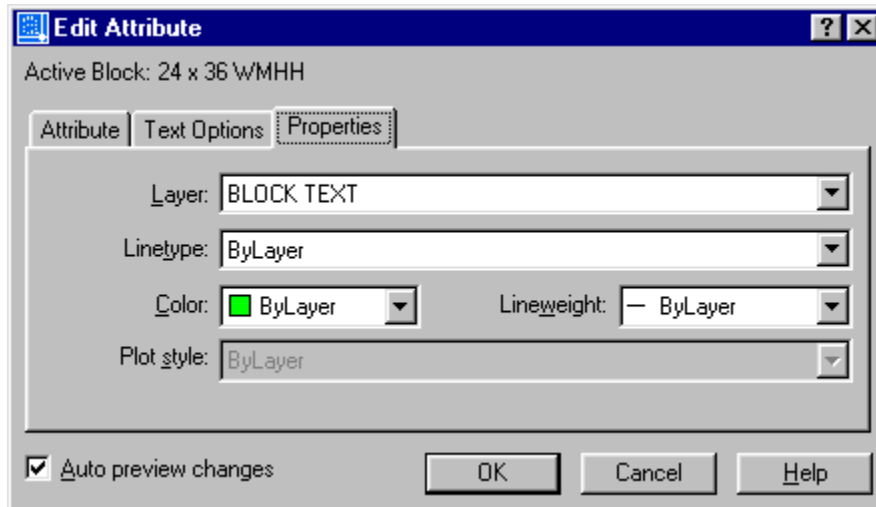 Edit Attribute
Active Block: 24 x 36 WMHH
Attribute Text Options Properties
Layer: BLOCK TEXT
Linetype: ByLayer
Color: ByLayer Lineweight: ByLayer
Plot style: ByLayer
Auto preview changes OK Cancel Help